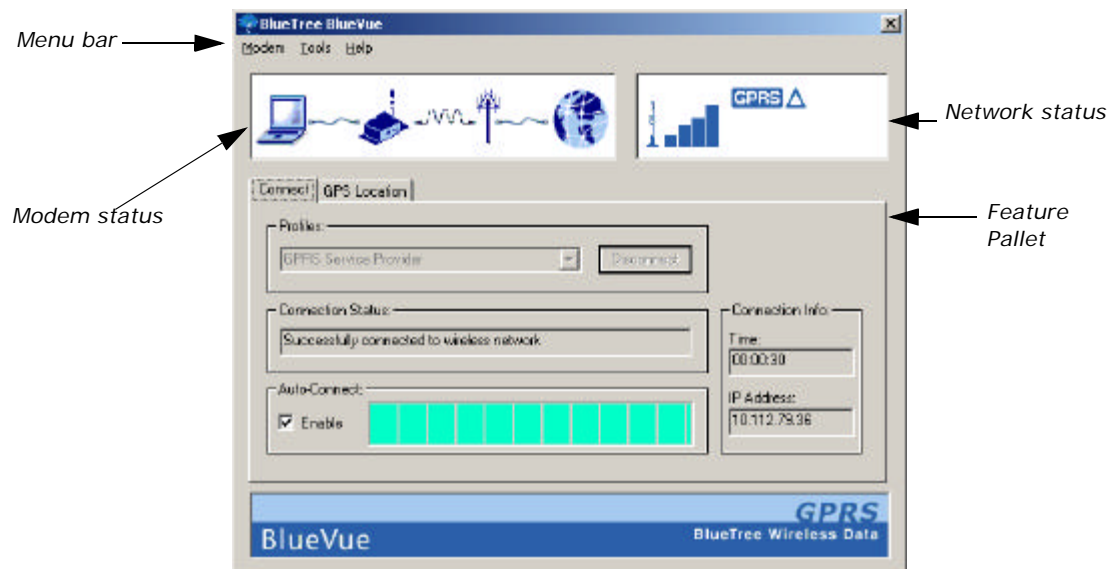 BlueTree BlueVue
Menu bar
Modem Tools Help
GPRS
Network status
Modem status
Connect GPS Location
Feature
Pallet
Profiles:
GPRS Service Provider
Disconnect
Connection Status:
Successfully connected to wireless network
Connection Info:
Time:
00:00:30
Auto-Connect:
Enable
IP Address:
10.112.79.36
GPRS
BlueVue
BlueTree Wireless Data